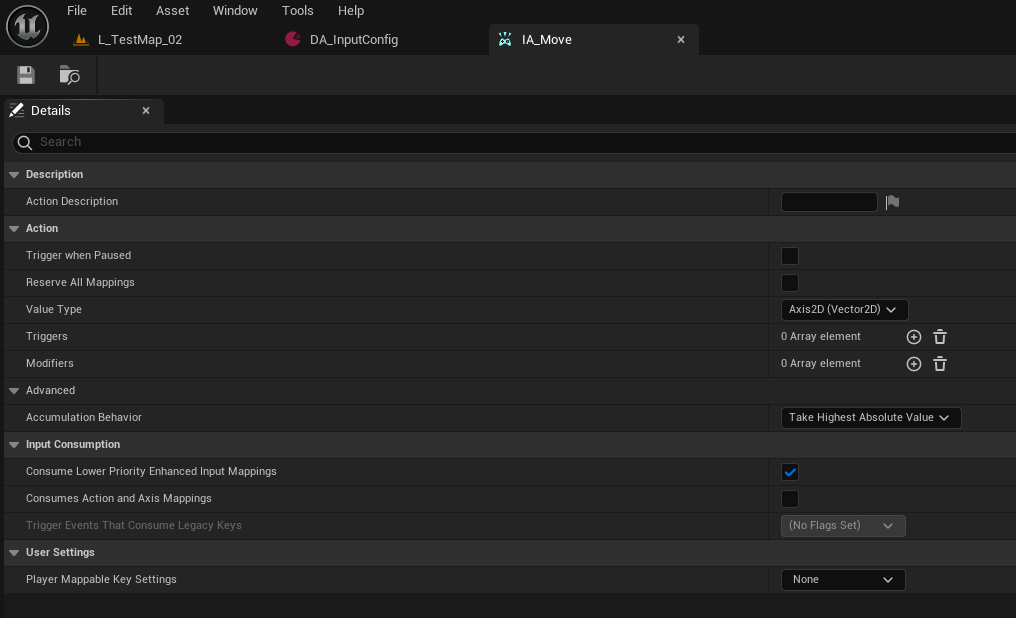 File Edit Asset Window Tools Help
L_TestMap_02 DA_InputConfig IA_Move
Details
Search
Description
Action Description
Action
Trigger when Paused
Reserve All Mappings
Value Type Axis2D (Vector2D)
Triggers 0 Array element
Modifiers 0 Array element
Advanced
Accumulation Behavior Take Highest Absolute Value
Input Consumption
Consume Lower Priority Enhanced Input Mappings
Consumes Action and Axis Mappings
Trigger Events That Consume Legacy Keys (No Flags Set)
User Settings
Player Mappable Key Settings None